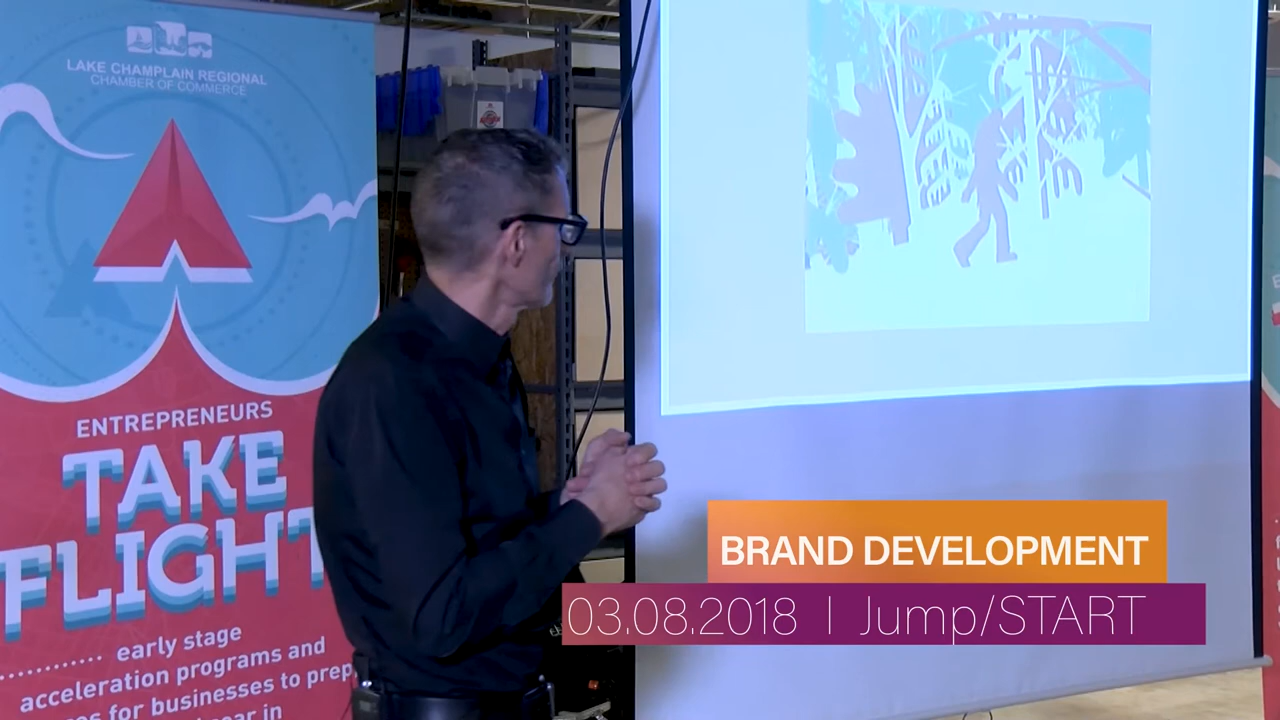 LAKE CHAMPLAIN REGIONAL
CHAMBER OF COMMERCE
ENTREPRENEURS
TAKE
FLIGHT
.......... early stage
acceleration programs and
for businesses to prep
in
BRAND DEVELOPMENT
03.08.2018 | Jump/START